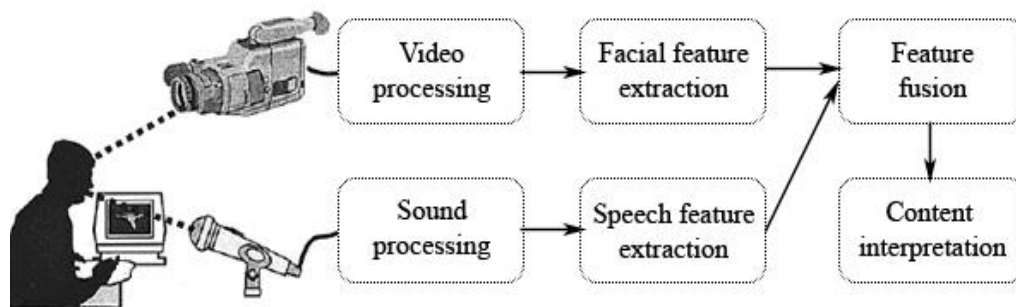 Video
processing
Facial feature
extraction
Feature
fusion
Sound
processing
Speech feature
extraction
Content
interpretation